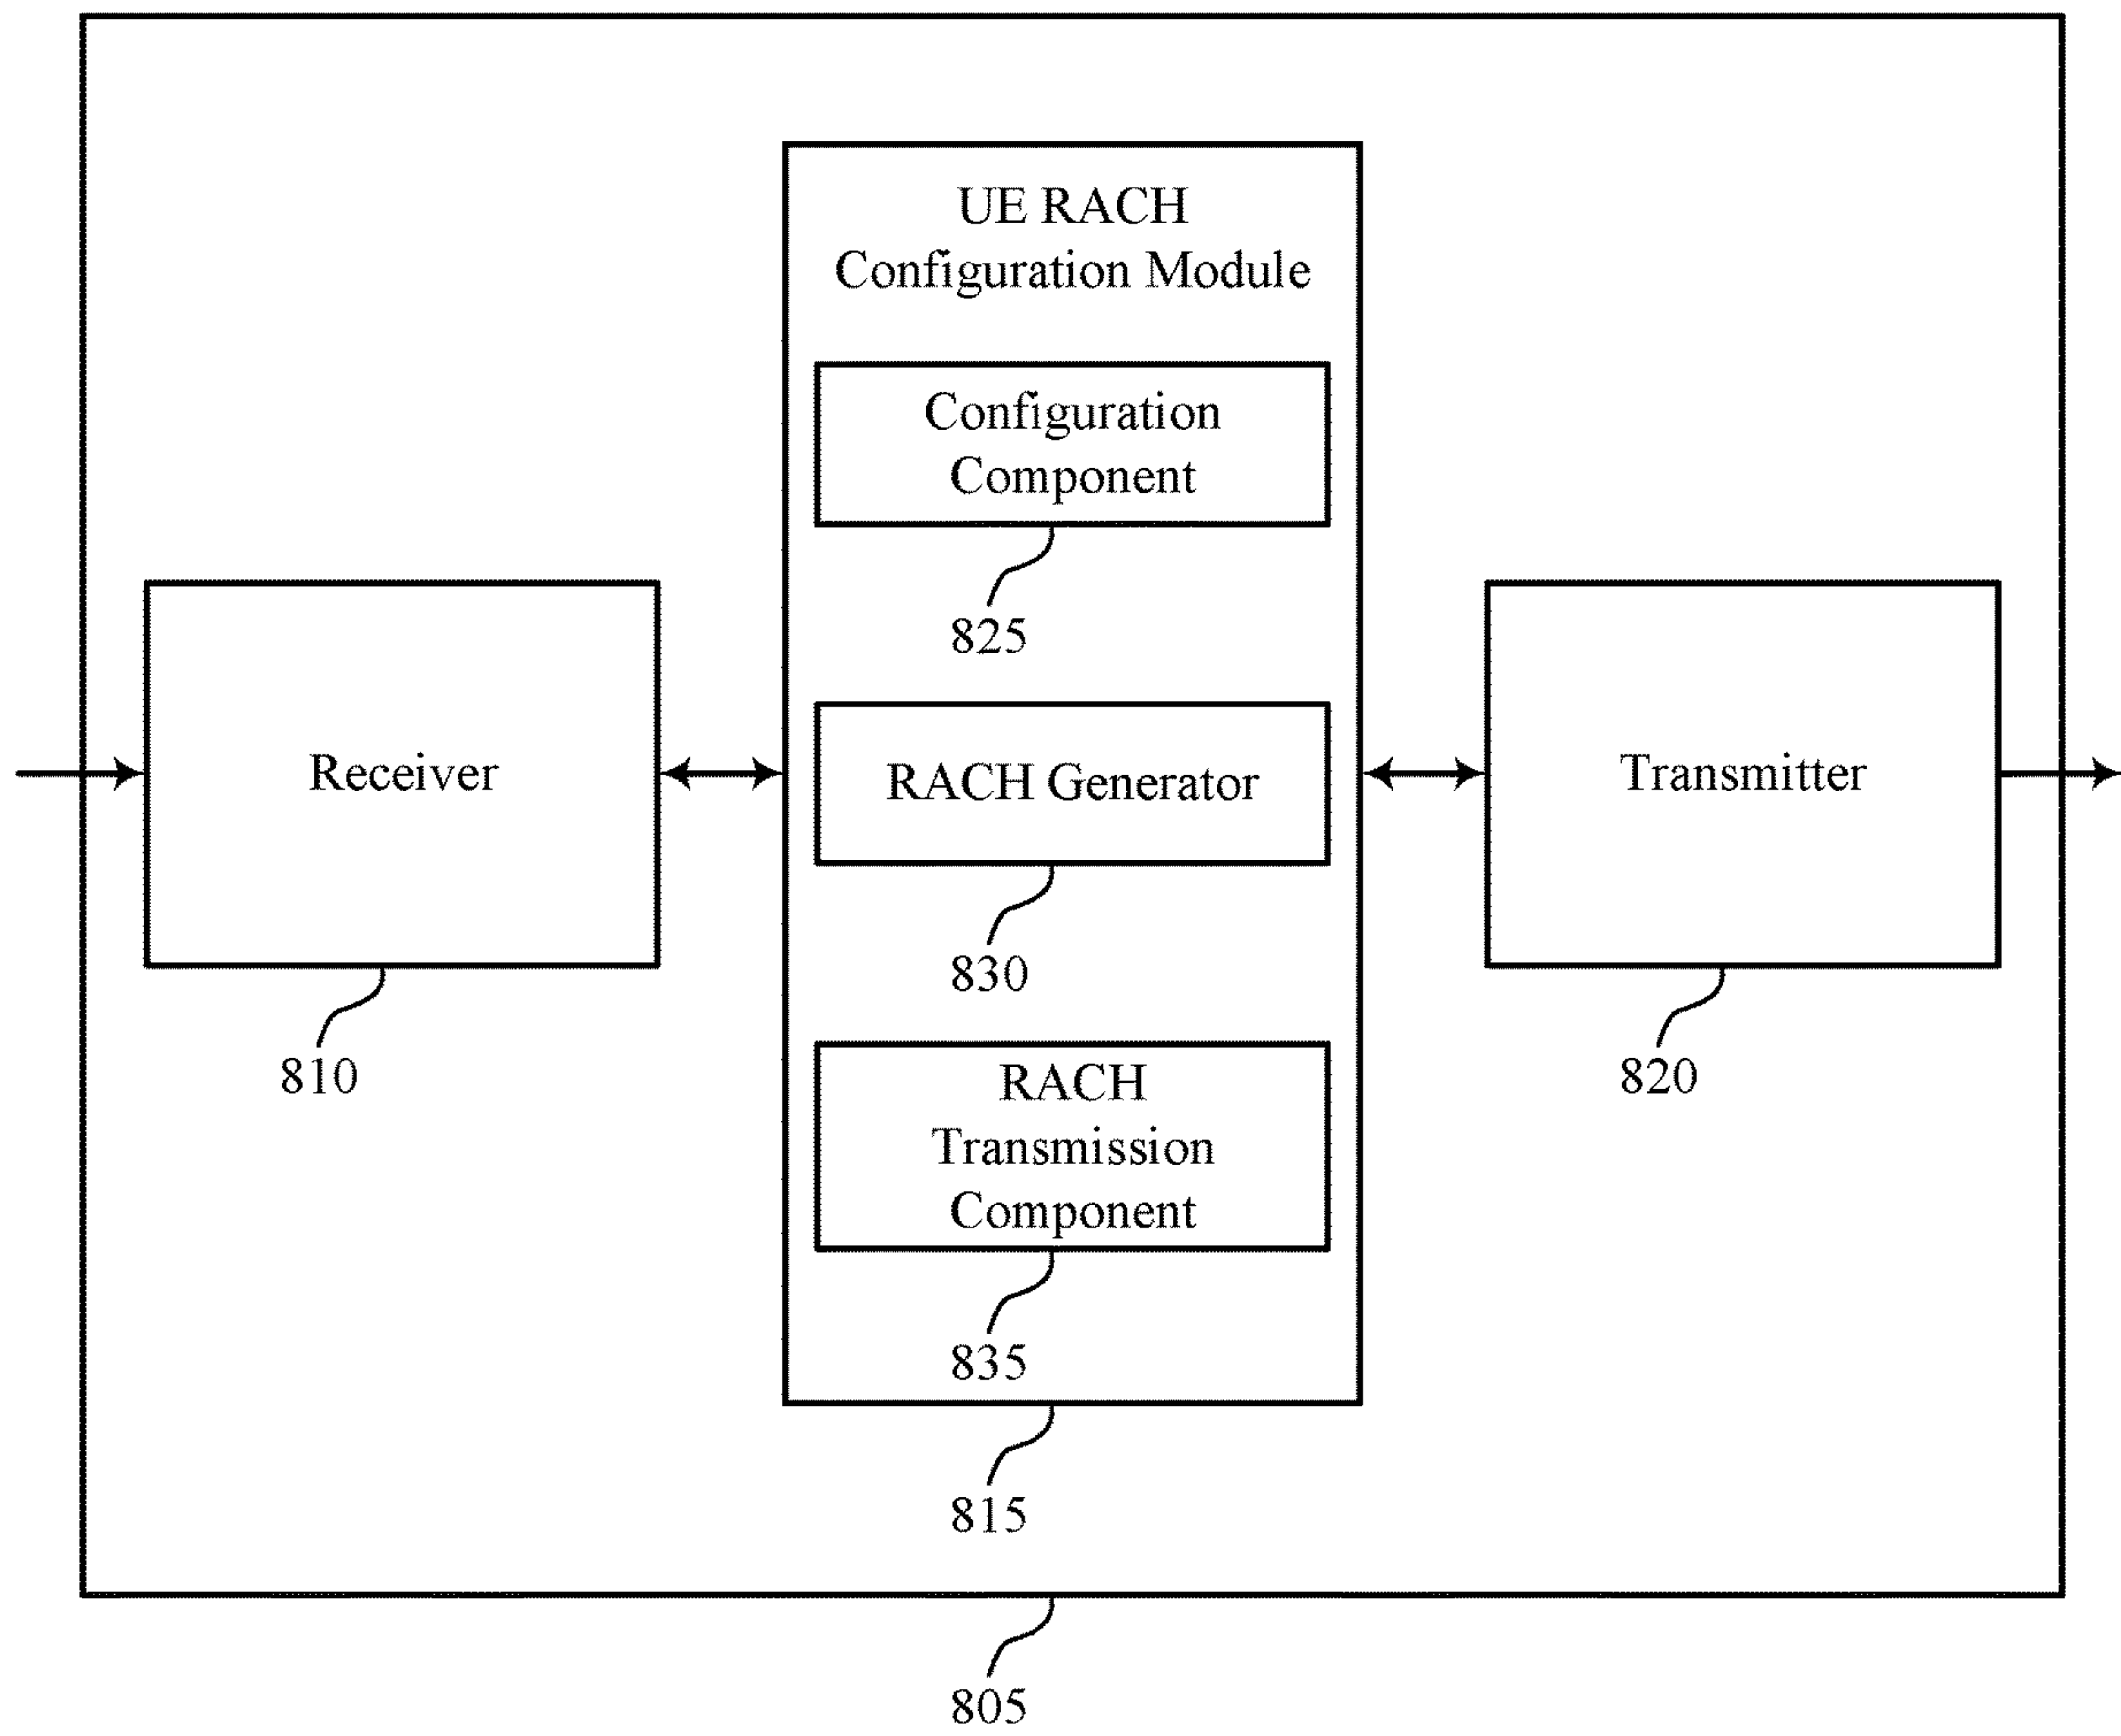 UE RACH
Configuration Module
Configuration
Component
825
Receiver
RACH Generator
Transmitter
830
810
820
RACH
Transmission
Component
835
815
805